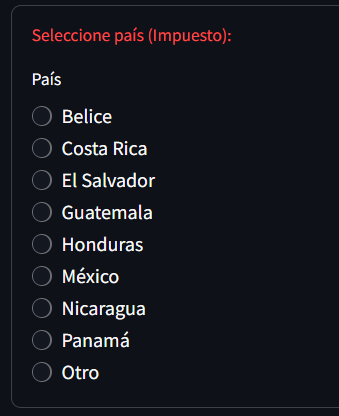 Seleccione país (Impuesto):
País
Belice
Costa Rica
El Salvador
Guatemala
Honduras
México
Nicaragua
Panamá
Otro